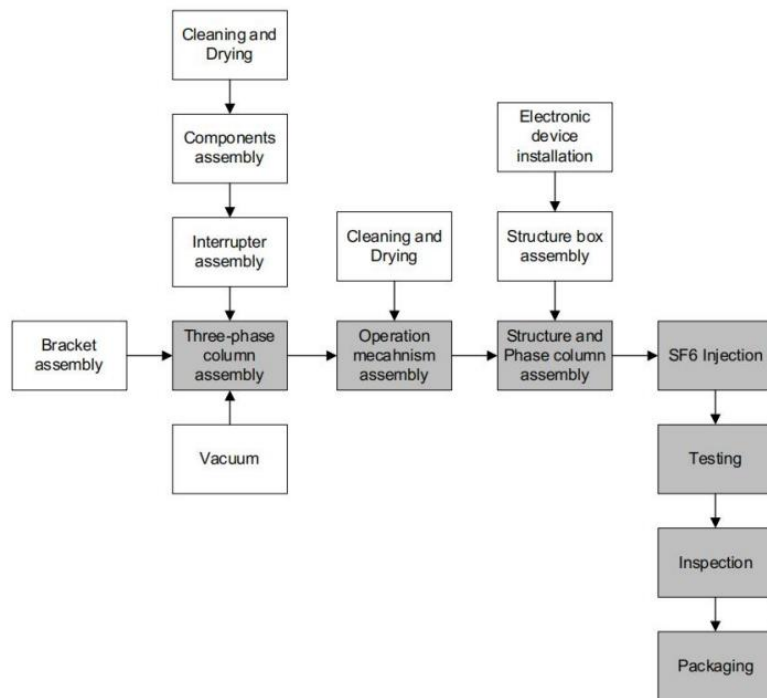 Cleaning and
Drying
Components
assembly
Electronic
device
installation
Interrupter
assembly
Cleaning and
Drying
Structure box
assembly
Bracket
assembly
Three-phase
column
assembly
Operation
mecahnism
assembly
Structure and
Phase column
assembly
SF6 Injection
Vacuum
Testing
Inspection
Packaging